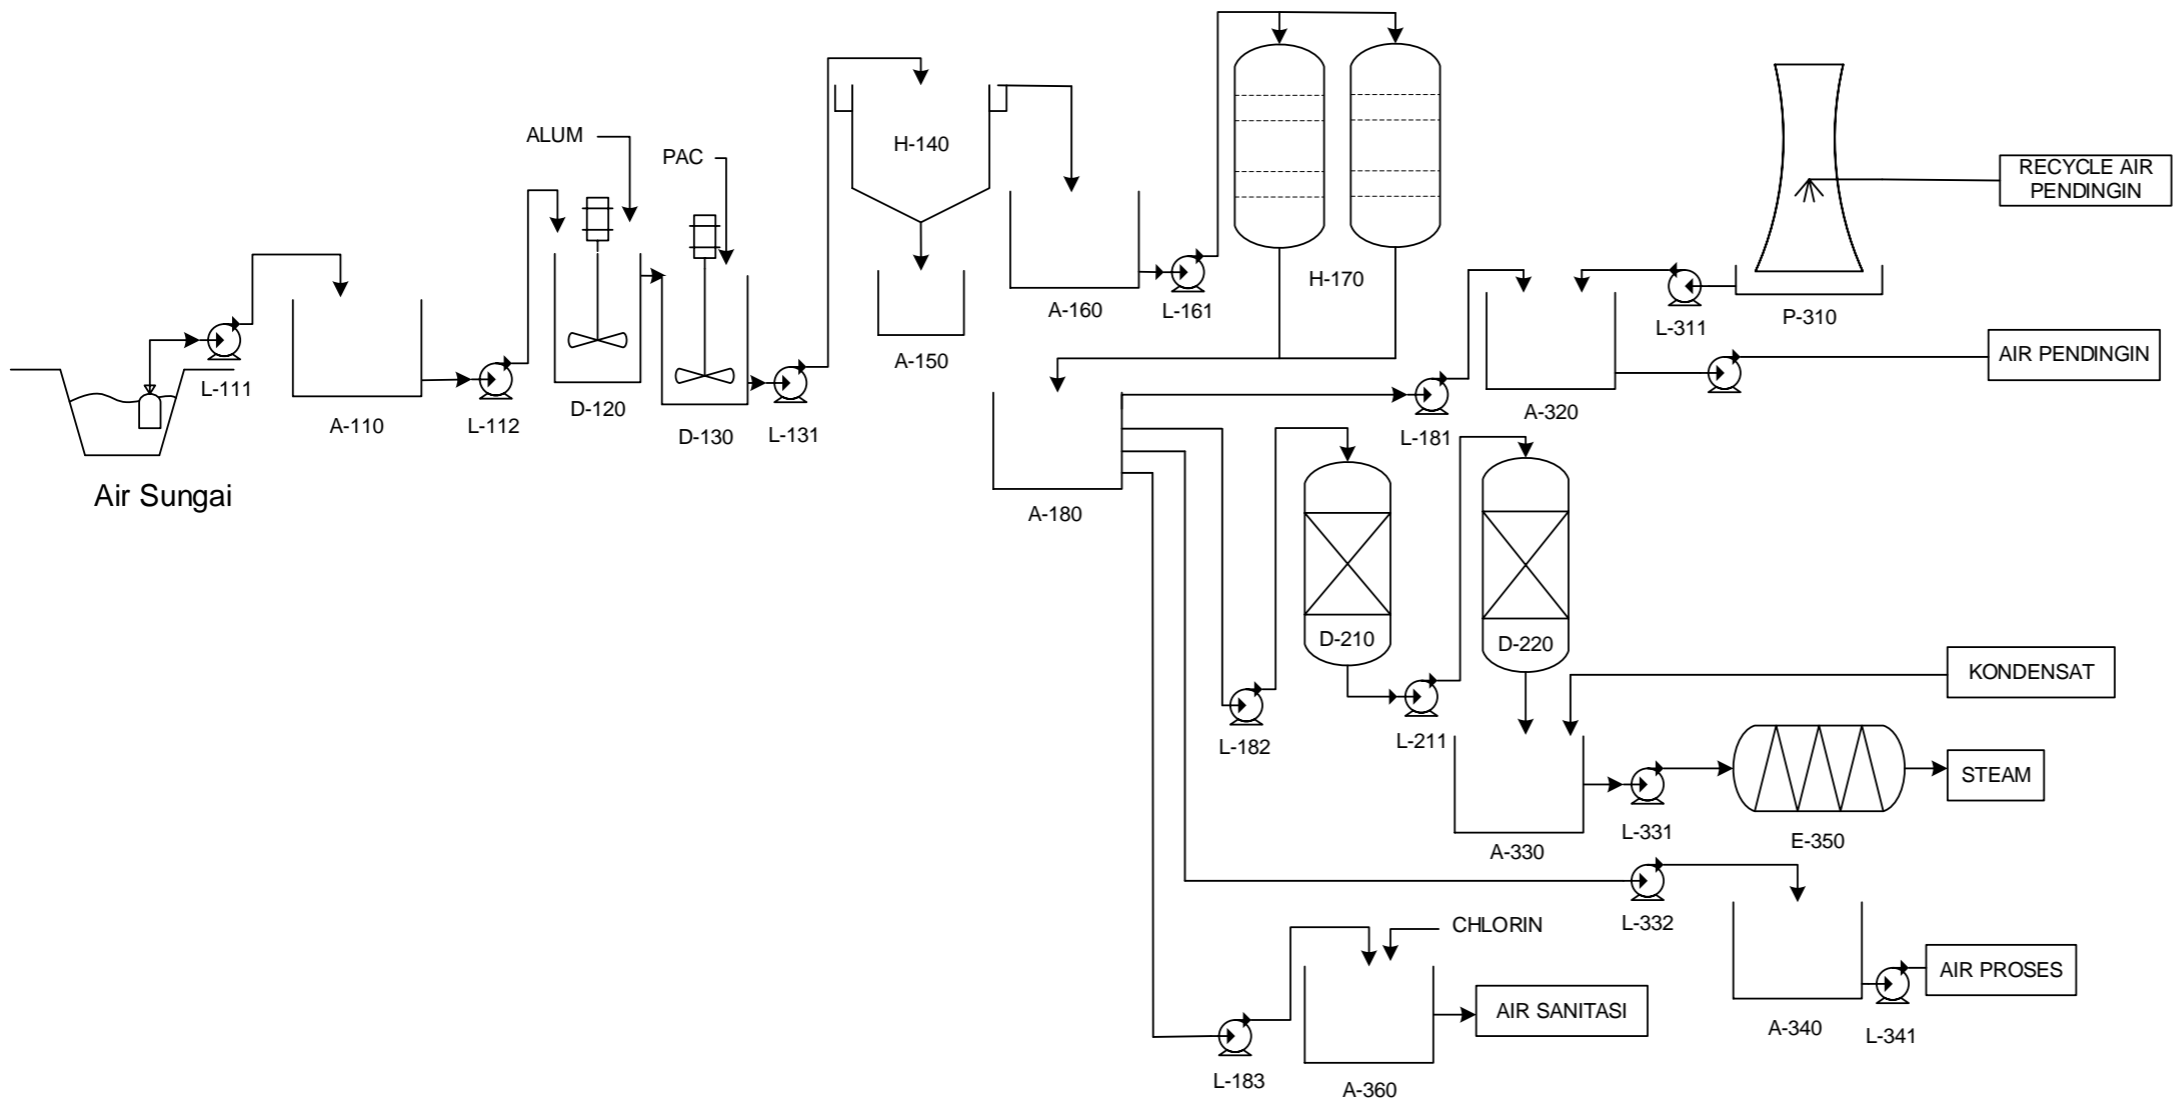 ALUM
PAC
H-140
RECYCLE AIR
PENDINGIN
H-170
A-160
L-161
L-311
P-310
A-150
L-111
AIR PENDINGIN
A-110
L-112
D-120
D-130
L-131
A-320
L-181
Air Sungai
A-180
D-210
D-220
KONDENSAT
L-182
L-211
STEAM
L-331
E-350
A-330
CHLORIN
L-332
AIR PROSES
AIR SANITASI
A-340
L-341
L-183
A-360